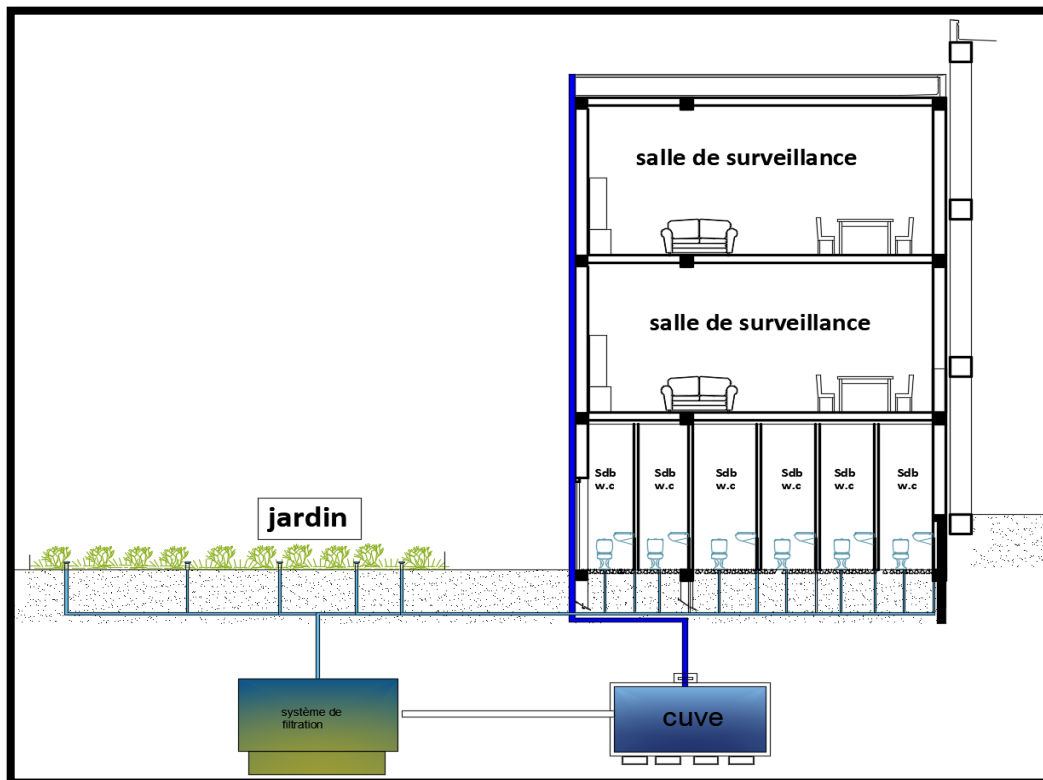 salle de surveillance
salle de surveillance
Sdb Sdb Sdb Sdb Sdb Sdb
w.c w.c w.c w.c w.c w.c
jardin
système de
filtration
cuve